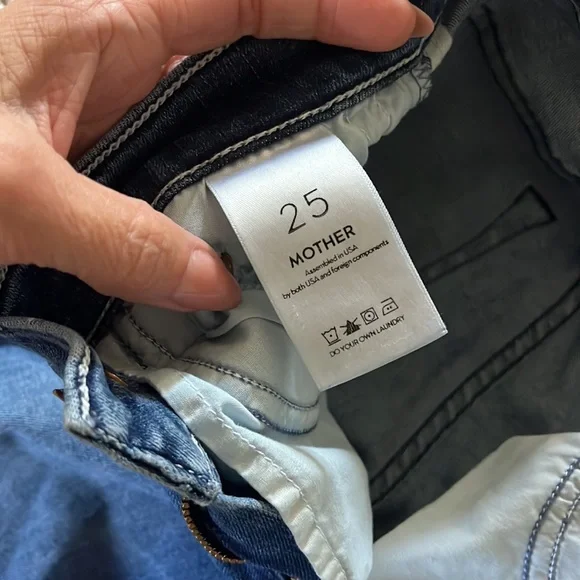 25
MOTHER
Assembled in USA
by both USA and foreign components
DO YOUR OWN LAUNDRY